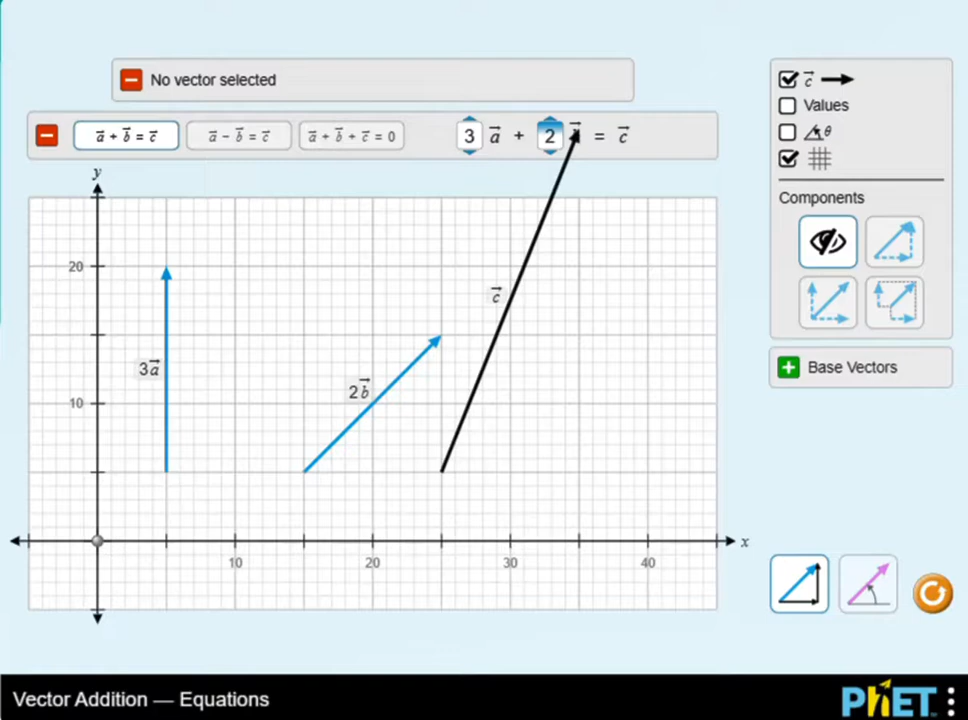 No vector selected
a⃗ + b⃗ = c⃗ a⃗ − b⃗ = c⃗ a⃗ + b⃗ + c⃗ = 0 3 a⃗ + 2 = c⃗
c⃗
Values
θ
Components
Base Vectors
y
20
10
3a⃗
2b⃗
c⃗
10 20 30 40
x
Vector Addition — Equations
PhET